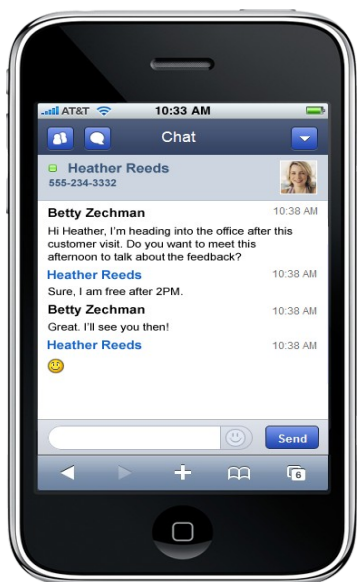 AT&T 10:33 AM
Chat
Heather Reeds
555-234-3332
Betty Zechman 10:38 AM
Hi Heather, I'm heading into the office after this
customer visit. Do you want to meet this
afternoon to talk about the feedback?
Heather Reeds 10:38 AM
Sure, I am free after 2PM.
Betty Zechman 10:38 AM
Great. I'll see you then!
Heather Reeds 10:38 AM
Send
6